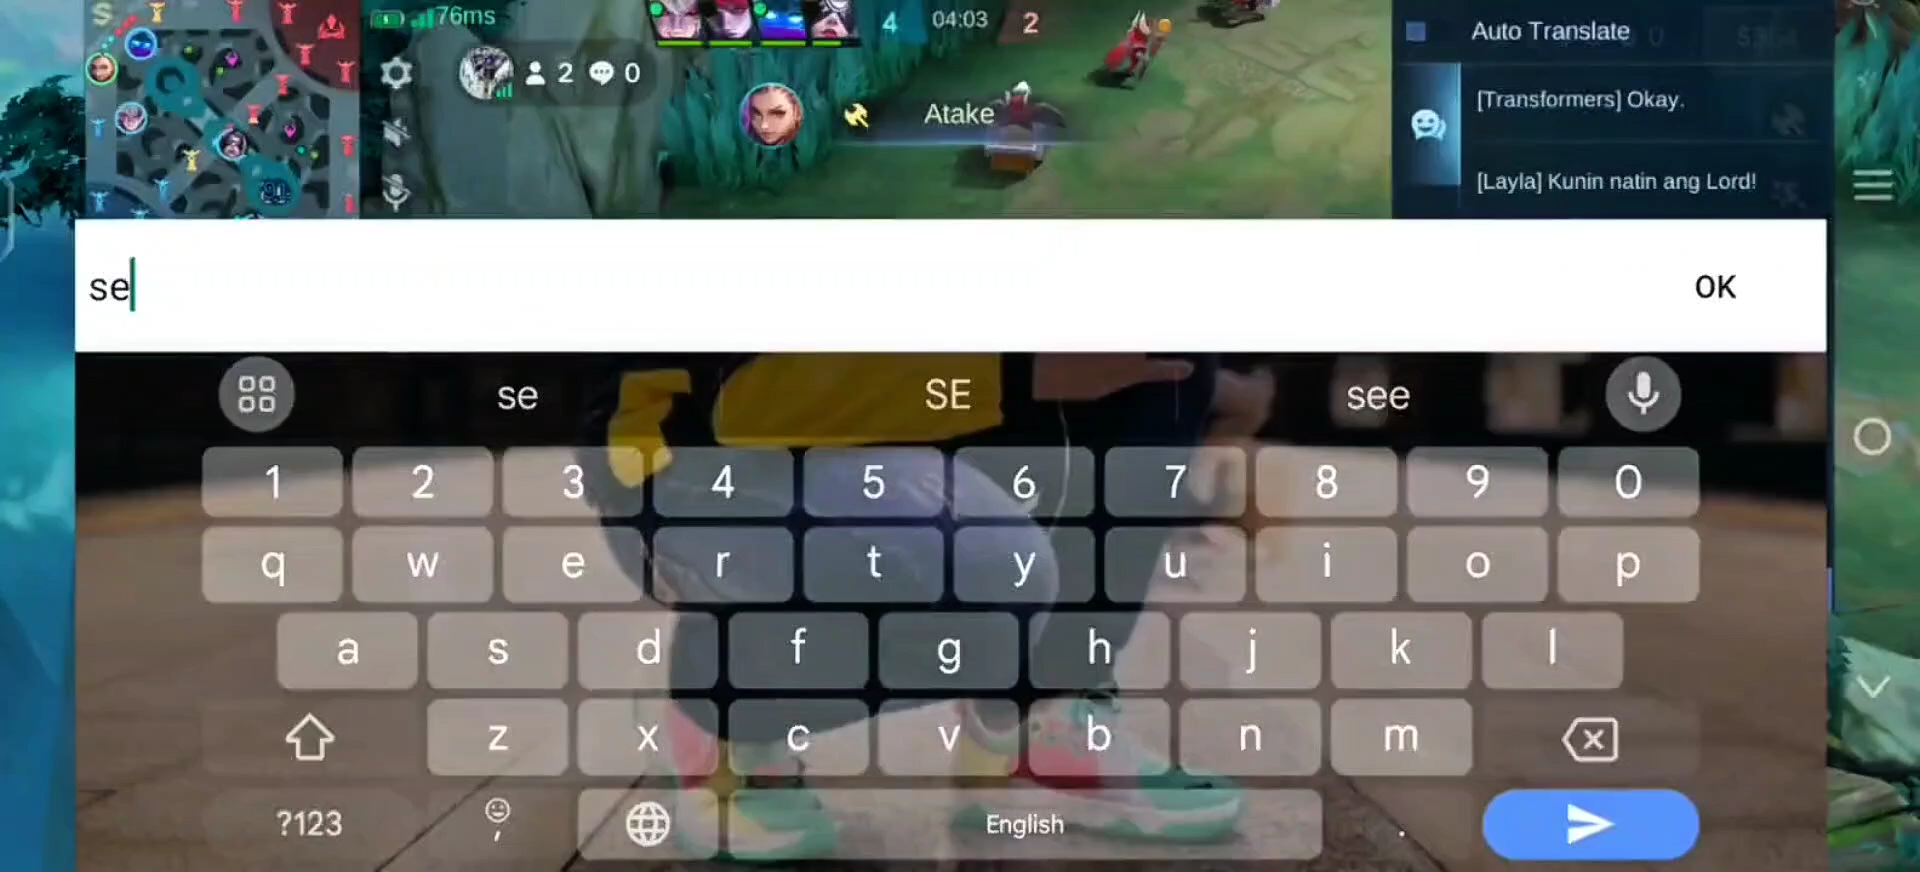 76ms
2 0
4 04:03 2
Atake
Auto Translate
[Transformers] Okay.
[Layla] Kunin natin ang Lord!
se
OK
se SE see
1 2 3 4 5 6 7 8 9 0
q w e r t y u i o p
a s d f g h j k l
z x c v b n m
?123 , English .